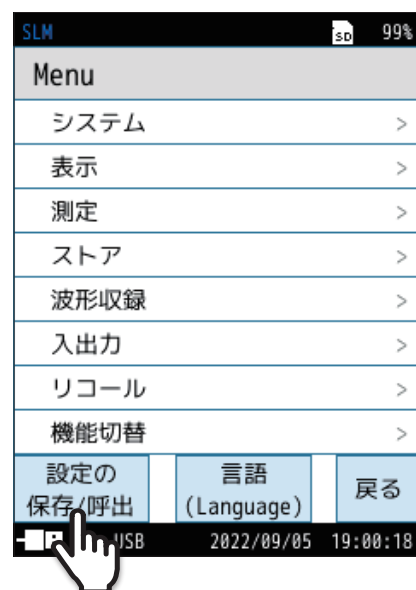 SLM SD 99%
Menu
システム >
表示 >
測定 >
ストア >
波形収録 >
入出力 >
リコール >
機能切替 >
設定の
保存/呼出
言語
(Language)
戻る
USB 2022/09/05 19:00:18